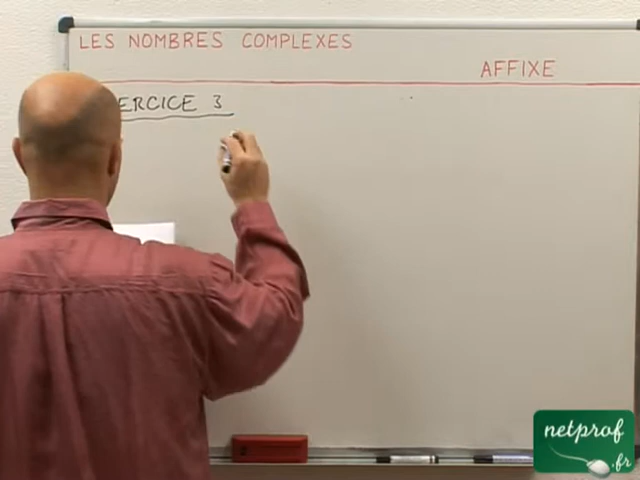 LES NOMBRES COMPLEXES
AFFIXE
ERCICE 3
netprof
.fr